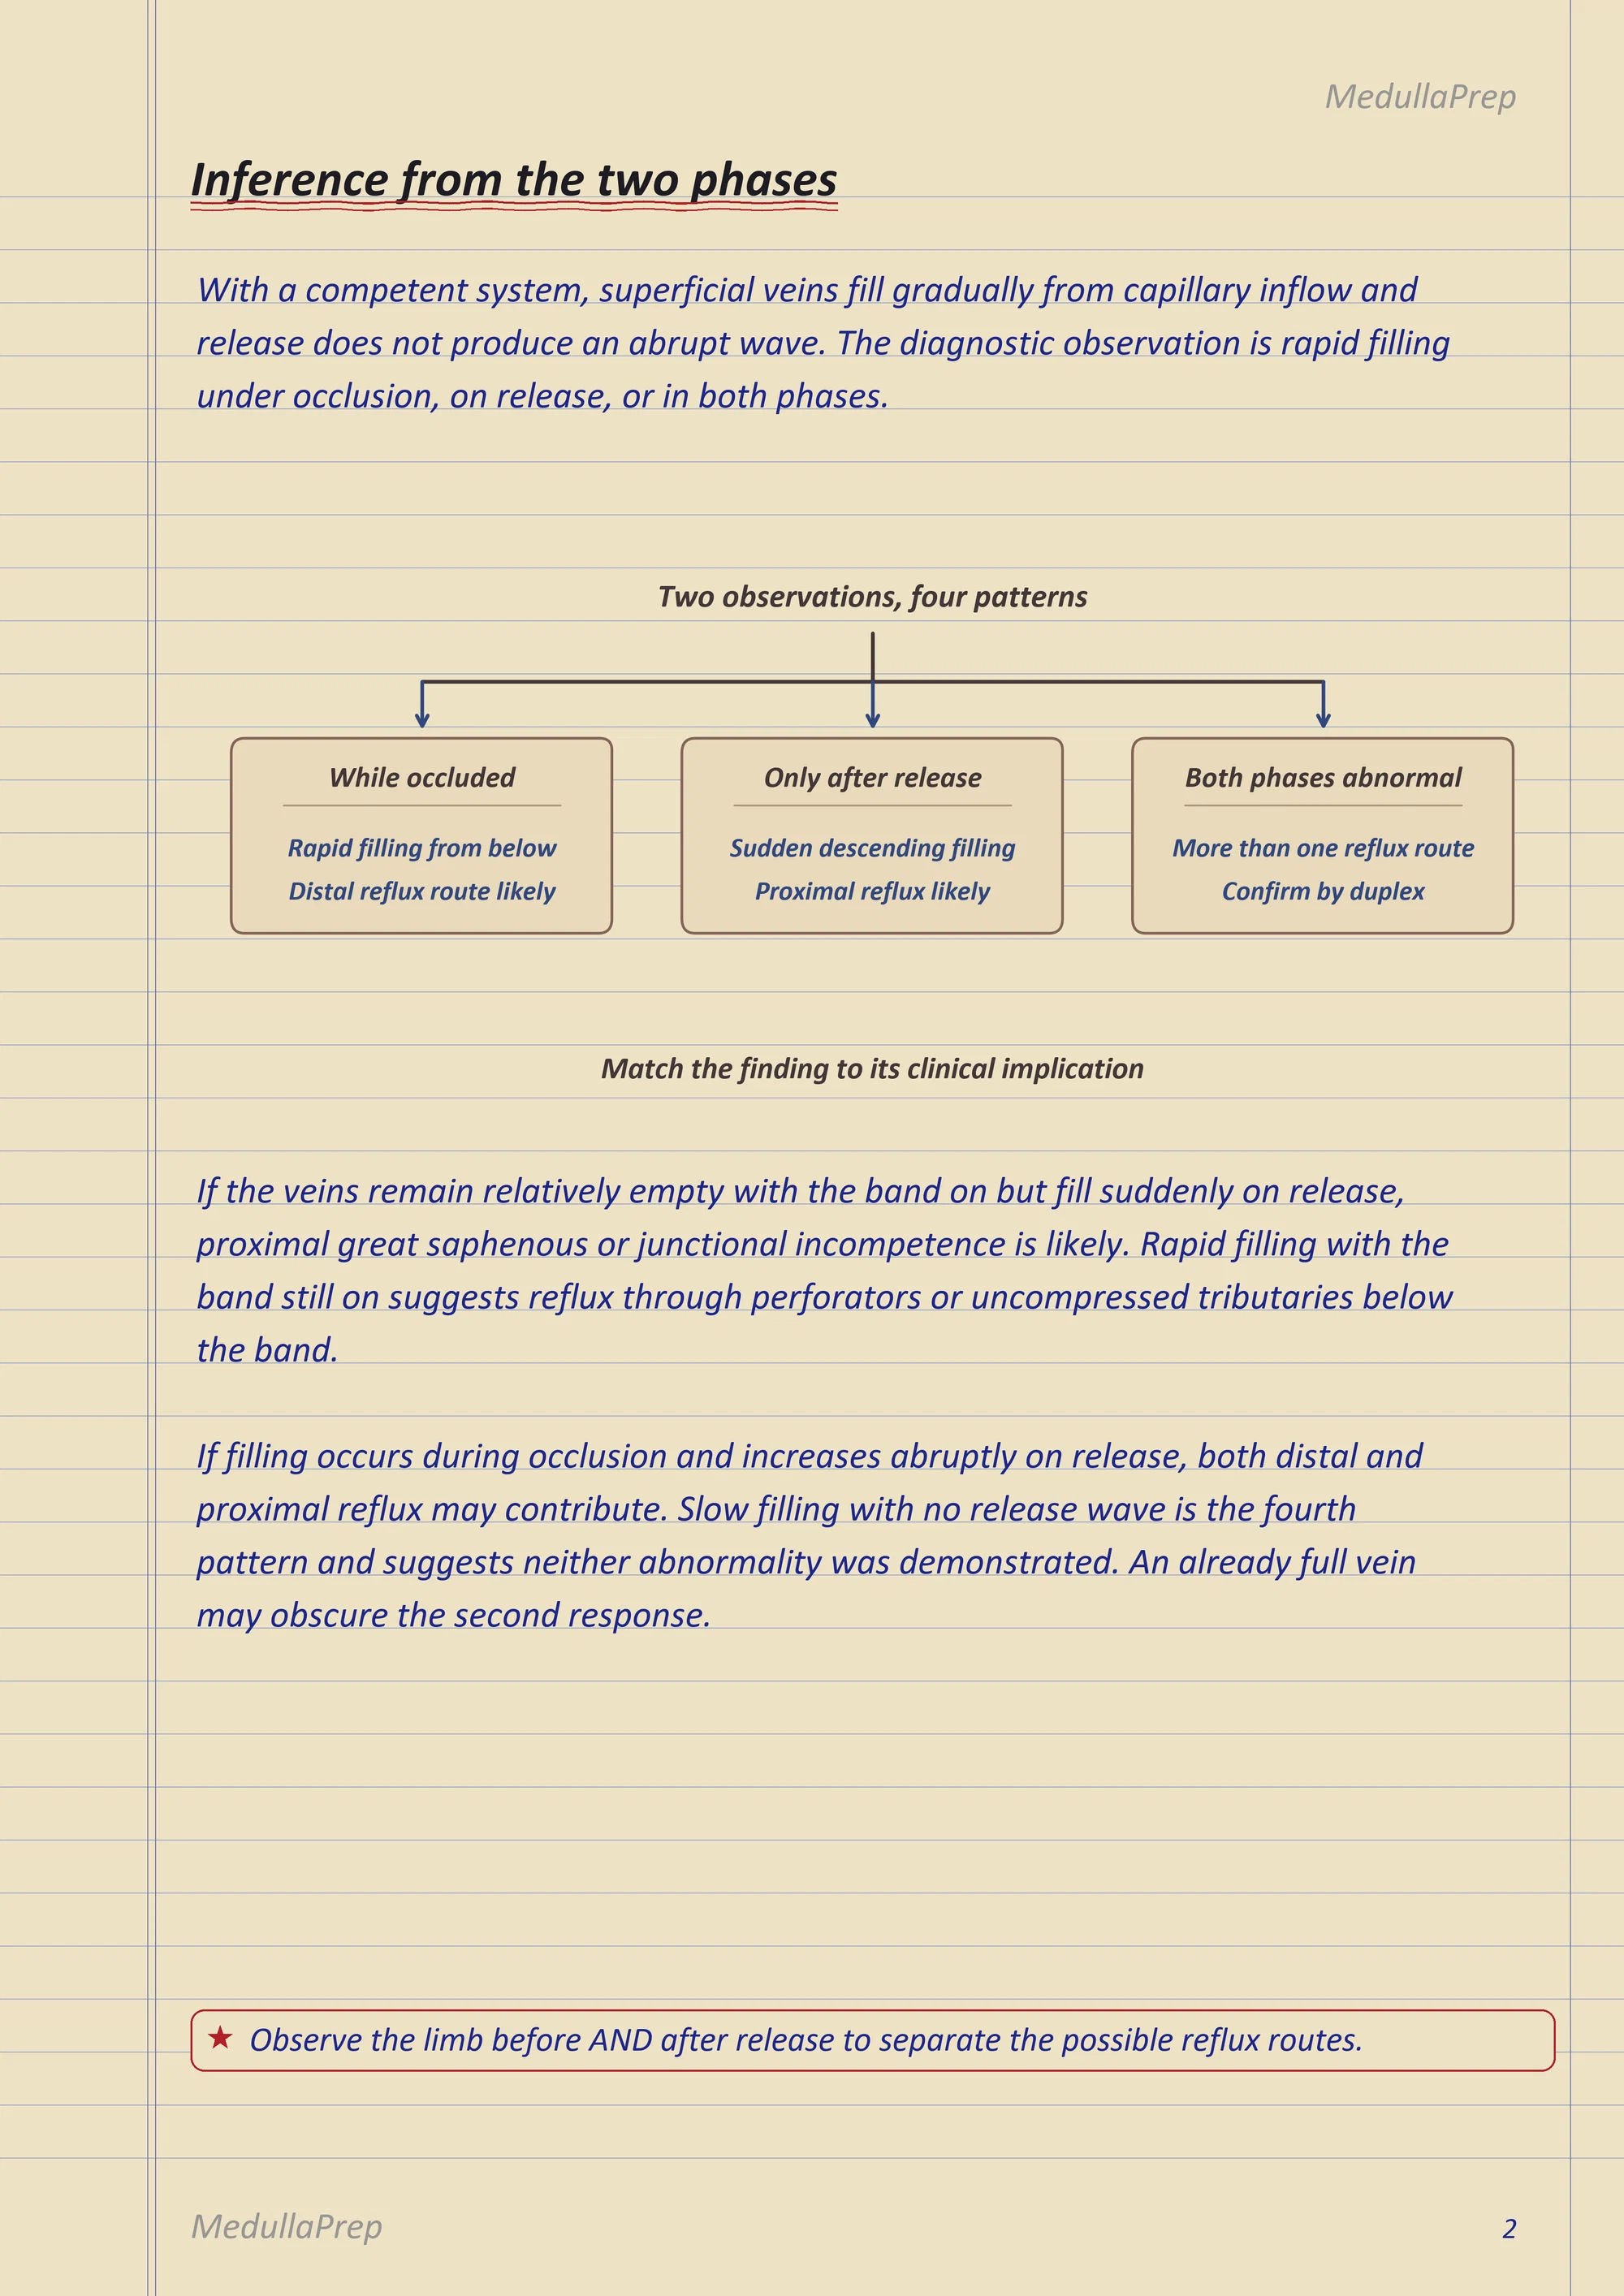 MedullaPrep
Inference from the two phases
With a competent system, superficial veins fill gradually from capillary inflow and
release does not produce an abrupt wave. The diagnostic observation is rapid filling
under occlusion, on release, or in both phases.
Two observations, four patterns
While occluded
Rapid filling from below
Distal reflux route likely
Only after release
Sudden descending filling
Proximal reflux likely
Both phases abnormal
More than one reflux route
Confirm by duplex
Match the finding to its clinical implication
If the veins remain relatively empty with the band on but fill suddenly on release,
proximal great saphenous or junctional incompetence is likely. Rapid filling with the
band still on suggests reflux through perforators or uncompressed tributaries below
the band.
If filling occurs during occlusion and increases abruptly on release, both distal and
proximal reflux may contribute. Slow filling with no release wave is the fourth
pattern and suggests neither abnormality was demonstrated. An already full vein
may obscure the second response.
★ Observe the limb before AND after release to separate the possible reflux routes.
MedullaPrep
2